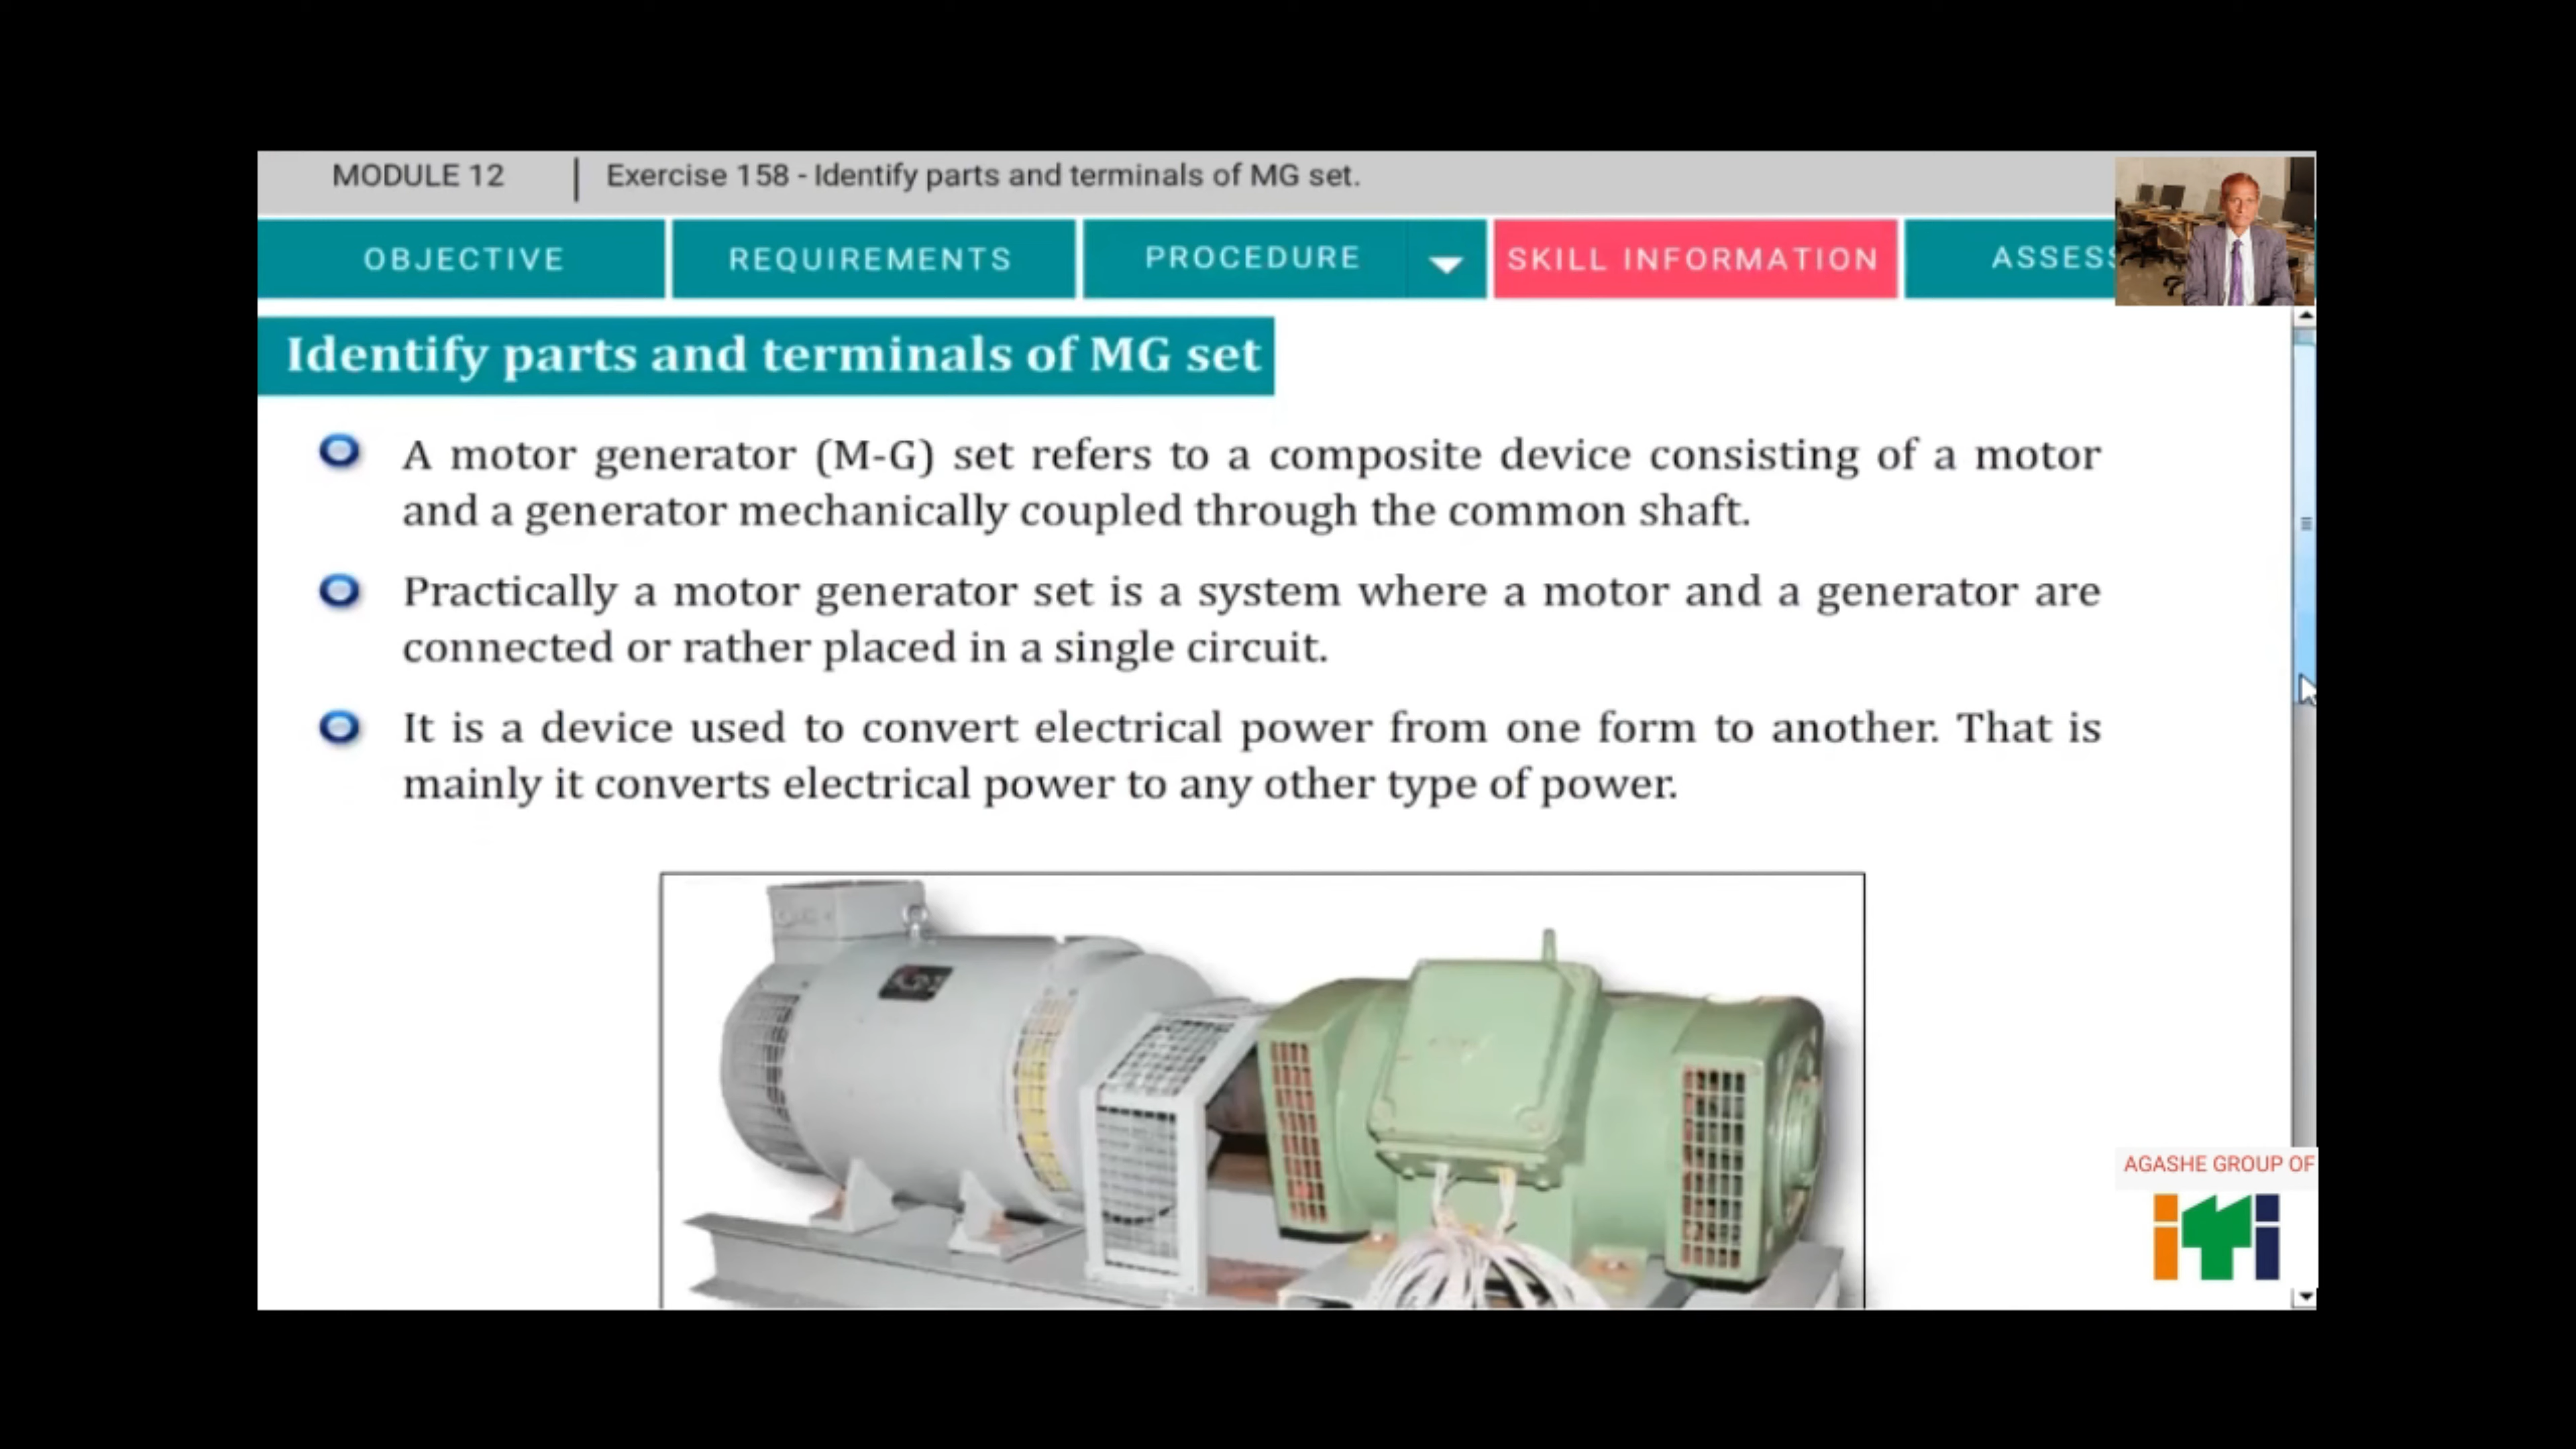 MODULE 12 | Exercise 158 - Identify parts and terminals of MG set.
OBJECTIVE REQUIREMENTS PROCEDURE SKILL INFORMATION ASSESS
Identify parts and terminals of MG set
A motor generator (M-G) set refers to a composite device consisting of a motor
and a generator mechanically coupled through the common shaft.
Practically a motor generator set is a system where a motor and a generator are
connected or rather placed in a single circuit.
It is a device used to convert electrical power from one form to another. That is
mainly it converts electrical power to any other type of power.
AGASHE GROUP OF
iTi